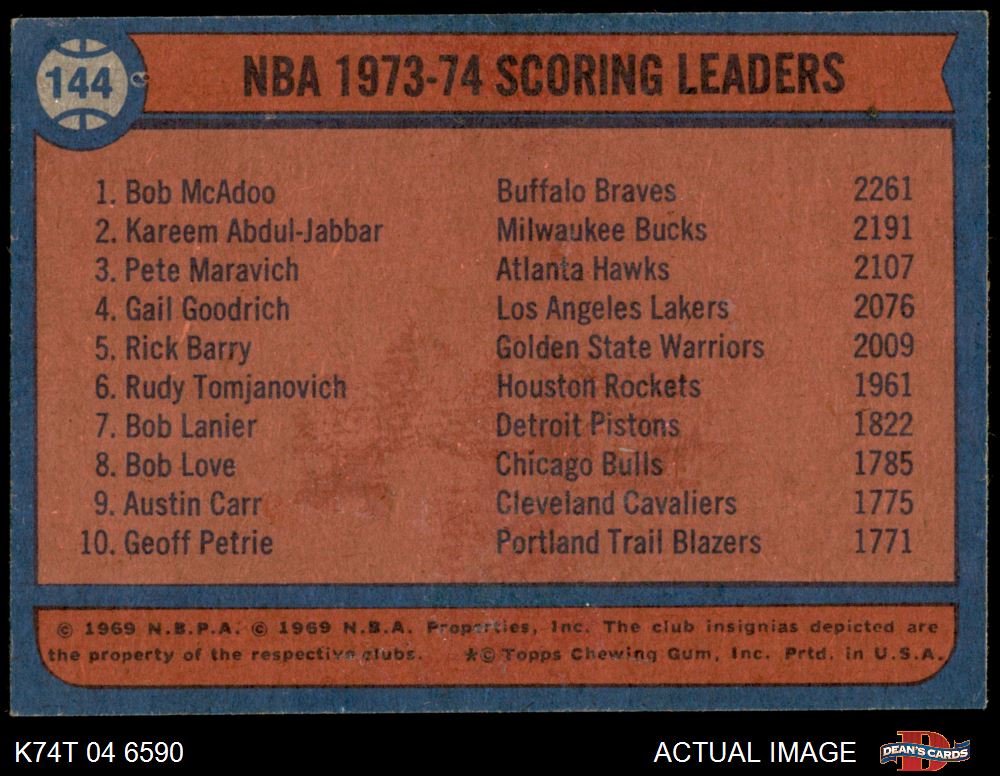 144 NBA 1973-74 SCORING LEADERS
1. Bob McAdoo Buffalo Braves 2261
2. Kareem Abdul-Jabbar Milwaukee Bucks 2191
3. Pete Maravich Atlanta Hawks 2107
4. Gail Goodrich Los Angeles Lakers 2076
5. Rick Barry Golden State Warriors 2009
6. Rudy Tomjanovich Houston Rockets 1961
7. Bob Lanier Detroit Pistons 1822
8. Bob Love Chicago Bulls 1785
9. Austin Carr Cleveland Cavaliers 1775
10. Geoff Petrie Portland Trail Blazers 1771
© 1969 N.B.P.A. © 1969 N.B.A. Properties, Inc. The club insignias depicted are
the property of the respective clubs. *© Topps Chewing Gum, Inc. Prtd. in U.S.A.
K74T 04 6590 ACTUAL IMAGE D DEAN'S CARDS